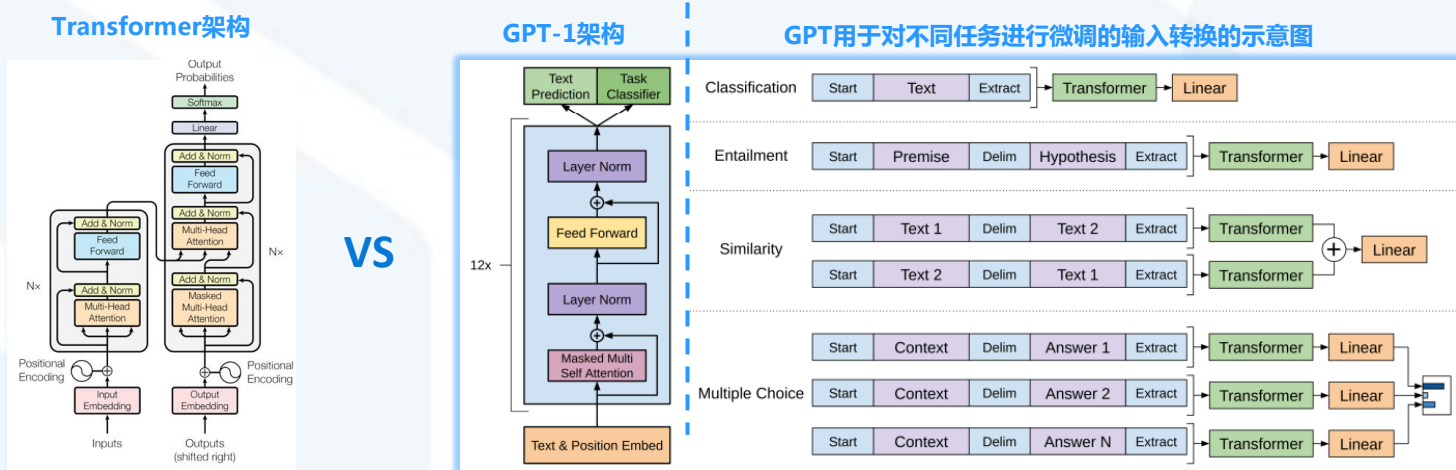 Transformer架构
Output
Probabilities
Softmax
Linear
Add & Norm
Feed
Forward
Add & Norm
Multi-Head
Attention
Add & Norm
Masked
Multi-Head
Attention
N×
Add & Norm
Feed
Forward
Add & Norm
Multi-Head
Attention
N×
Positional
Encoding
Positional
Encoding
Input
Embedding
Output
Embedding
Inputs
Outputs
(shifted right)
VS
GPT-1架构
Text
Prediction
Task
Classifier
Layer Norm
Feed Forward
12x
Layer Norm
Masked Multi
Self Attention
Text & Position Embed
GPT用于对不同任务进行微调的输入转换的示意图
Classification Start Text Extract Transformer Linear
Entailment Start Premise Delim Hypothesis Extract Transformer Linear
Similarity
Start Text 1 Delim Text 2 Extract Transformer
+ Linear
Start Text 2 Delim Text 1 Extract Transformer
Multiple Choice
Start Context Delim Answer 1 Extract Transformer Linear
Start Context Delim Answer 2 Extract Transformer Linear
Start Context Delim Answer N Extract Transformer Linear